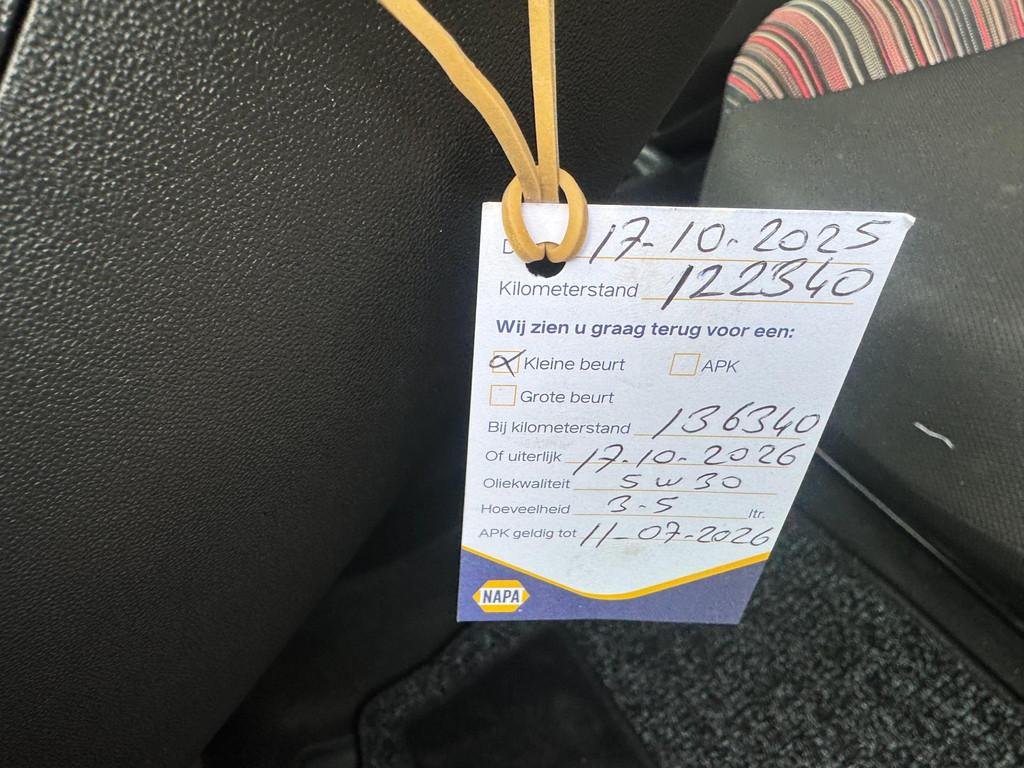 D 17-10-2025
Kilometerstand 122340
Wij zien u graag terug voor een:
Kleine beurt APK
Grote beurt
Bij kilometerstand 136340
Of uiterlijk 17-10-2026
Oliekwaliteit 5w30
Hoeveelheid 3-5 ltr.
APK geldig tot 11-07-2026
NAPA